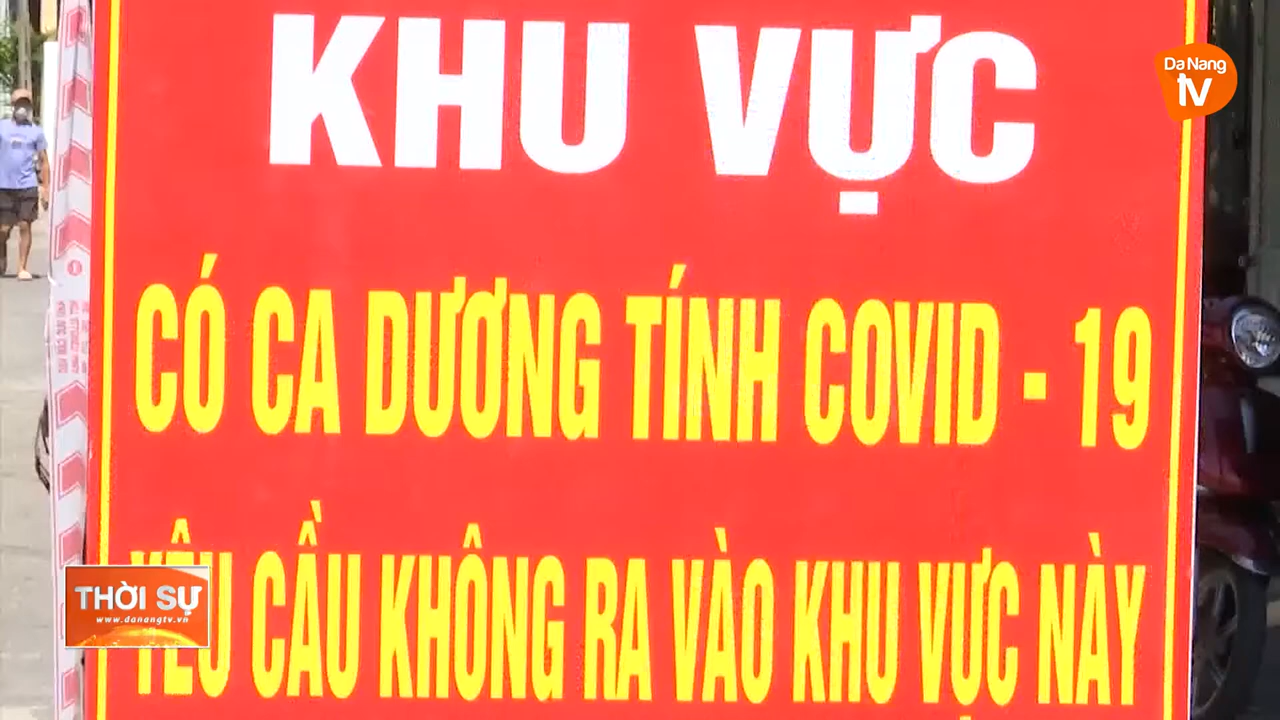 KHU VỰC
Da Nang
tv
CÓ CA DƯƠNG TÍNH COVID - 19
YÊU CẦU KHÔNG RA VÀO KHU VỰC NÀY
THỜI SỰ
www.danangtv.vn